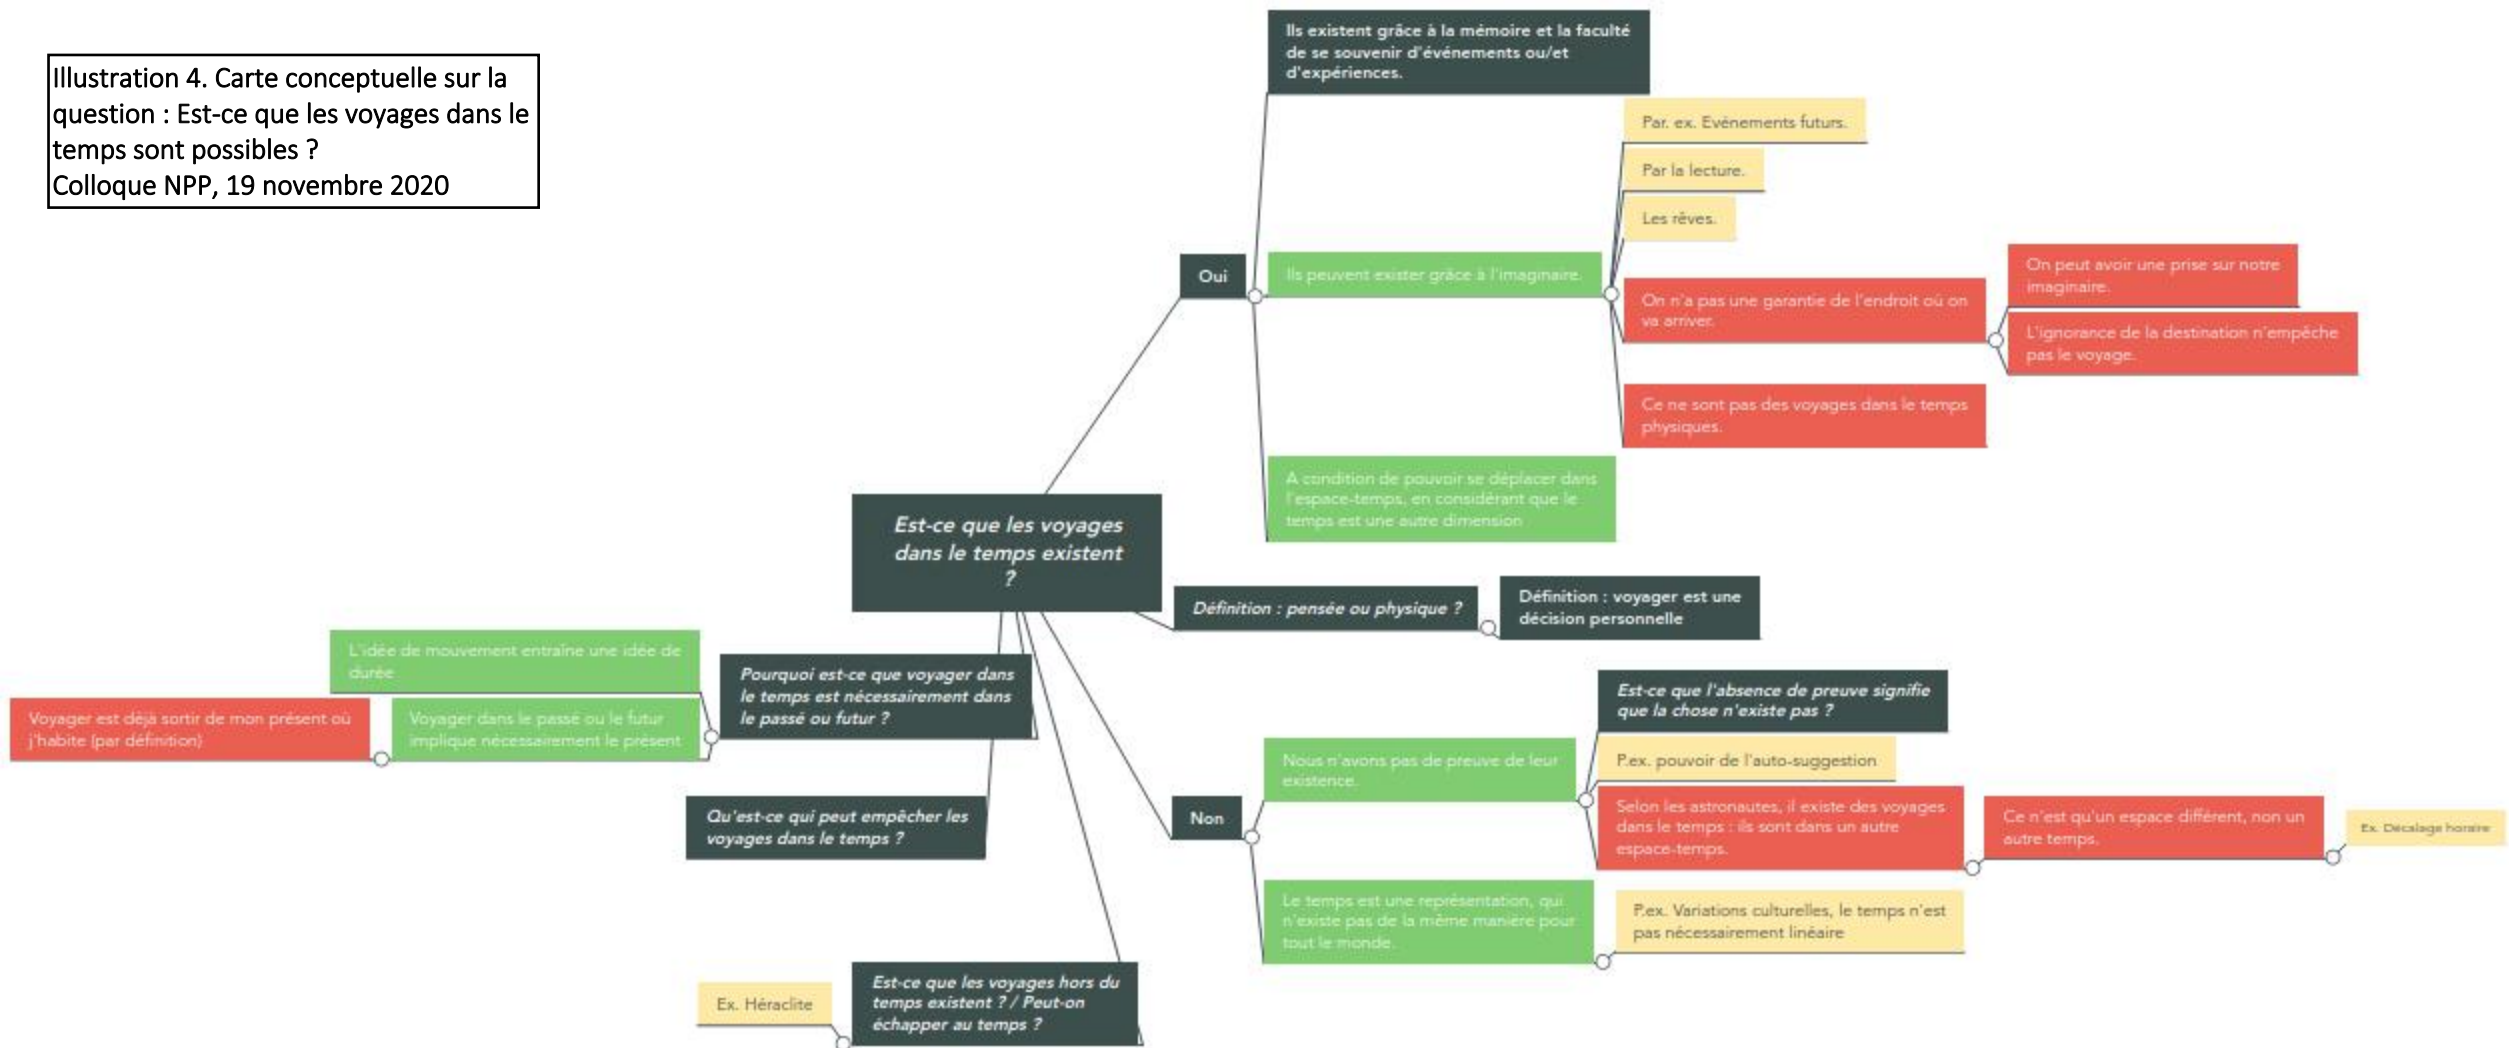 Illustration 4. Carte conceptuelle sur la
question : Est-ce que les voyages dans le
temps sont possibles ?
Colloque NPP, 19 novembre 2020
Ils existent grâce à la mémoire et la faculté
de se souvenir d'événements ou/et
d'expériences.
Par. ex. Evénements futurs.
Par la lecture.
Les rêves.
Oui
Ils peuvent exister grâce à l'imaginaire.
On n'a pas une garantie de l'endroit où on
va arriver.
On peut avoir une prise sur notre
imaginaire.
L'ignorance de la destination n'empêche
pas le voyage.
Ce ne sont pas des voyages dans le temps
physiques.
A condition de pouvoir se déplacer dans
l'espace-temps, en considérant que le
temps est une autre dimension
Est-ce que les voyages
dans le temps existent
?
Définition : pensée ou physique ?
Définition : voyager est une
décision personnelle
L'idée de mouvement entraîne une idée de
durée
Pourquoi est-ce que voyager dans
le temps est nécessairement dans
le passé ou futur ?
Voyager est déjà sortir de mon présent où
j'habite (par définition)
Voyager dans le passé ou le futur
implique nécessairement le présent
Qu'est-ce qui peut empêcher les
voyages dans le temps ?
Non
Nous n'avons pas de preuve de leur
existence.
Est-ce que l'absence de preuve signifie
que la chose n'existe pas ?
P.ex. pouvoir de l'auto-suggestion
Selon les astronautes, il existe des voyages
dans le temps : ils sont dans un autre
espace-temps.
Ce n'est qu'un espace différent, non un
autre temps.
Ex. Décalage horaire
Le temps est une représentation, qui
n'existe pas de la même manière pour
tout le monde.
P.ex. Variations culturelles, le temps n'est
pas nécessairement linéaire
Ex. Héraclite
Est-ce que les voyages hors du
temps existent ? / Peut-on
échapper au temps ?